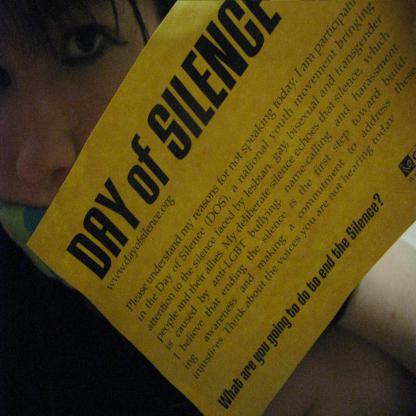 DAY of SILENCE
www.dayofsilence.org
Please understand my reasons for not speaking today. I am participati
in the Day of Silence (DOS), a national youth movement bringing
attention to the silence faced by lesbian, gay, bisexual and transgender
people and their allies. My deliberate silence echoes that silence, which
is caused by anti-LGBT bullying, name-calling and harassment.
I believe that ending the silence is the first step toward build-
ing awareness and making a commitment to address these
injustices. Think about the voices you are not hearing today.
What are you going to do to end the Silence?